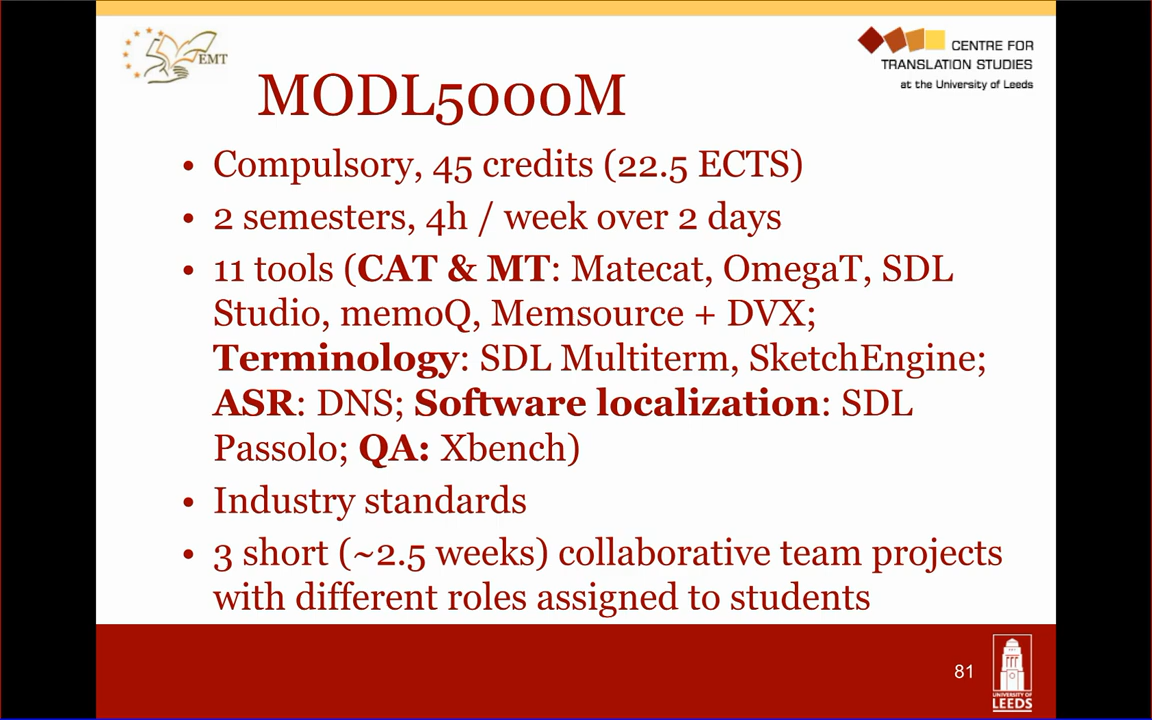 EMT
CENTRE FOR
TRANSLATION STUDIES
at the University of Leeds
MODL5000M
• Compulsory, 45 credits (22.5 ECTS)
• 2 semesters, 4h / week over 2 days
• 11 tools (CAT & MT: Matecat, OmegaT, SDL
Studio, memoQ, Memsource + DVX;
Terminology: SDL Multiterm, SketchEngine;
ASR: DNS; Software localization: SDL
Passolo; QA: Xbench)
• Industry standards
• 3 short (~2.5 weeks) collaborative team projects
with different roles assigned to students
81
UNIVERSITY OF
LEEDS